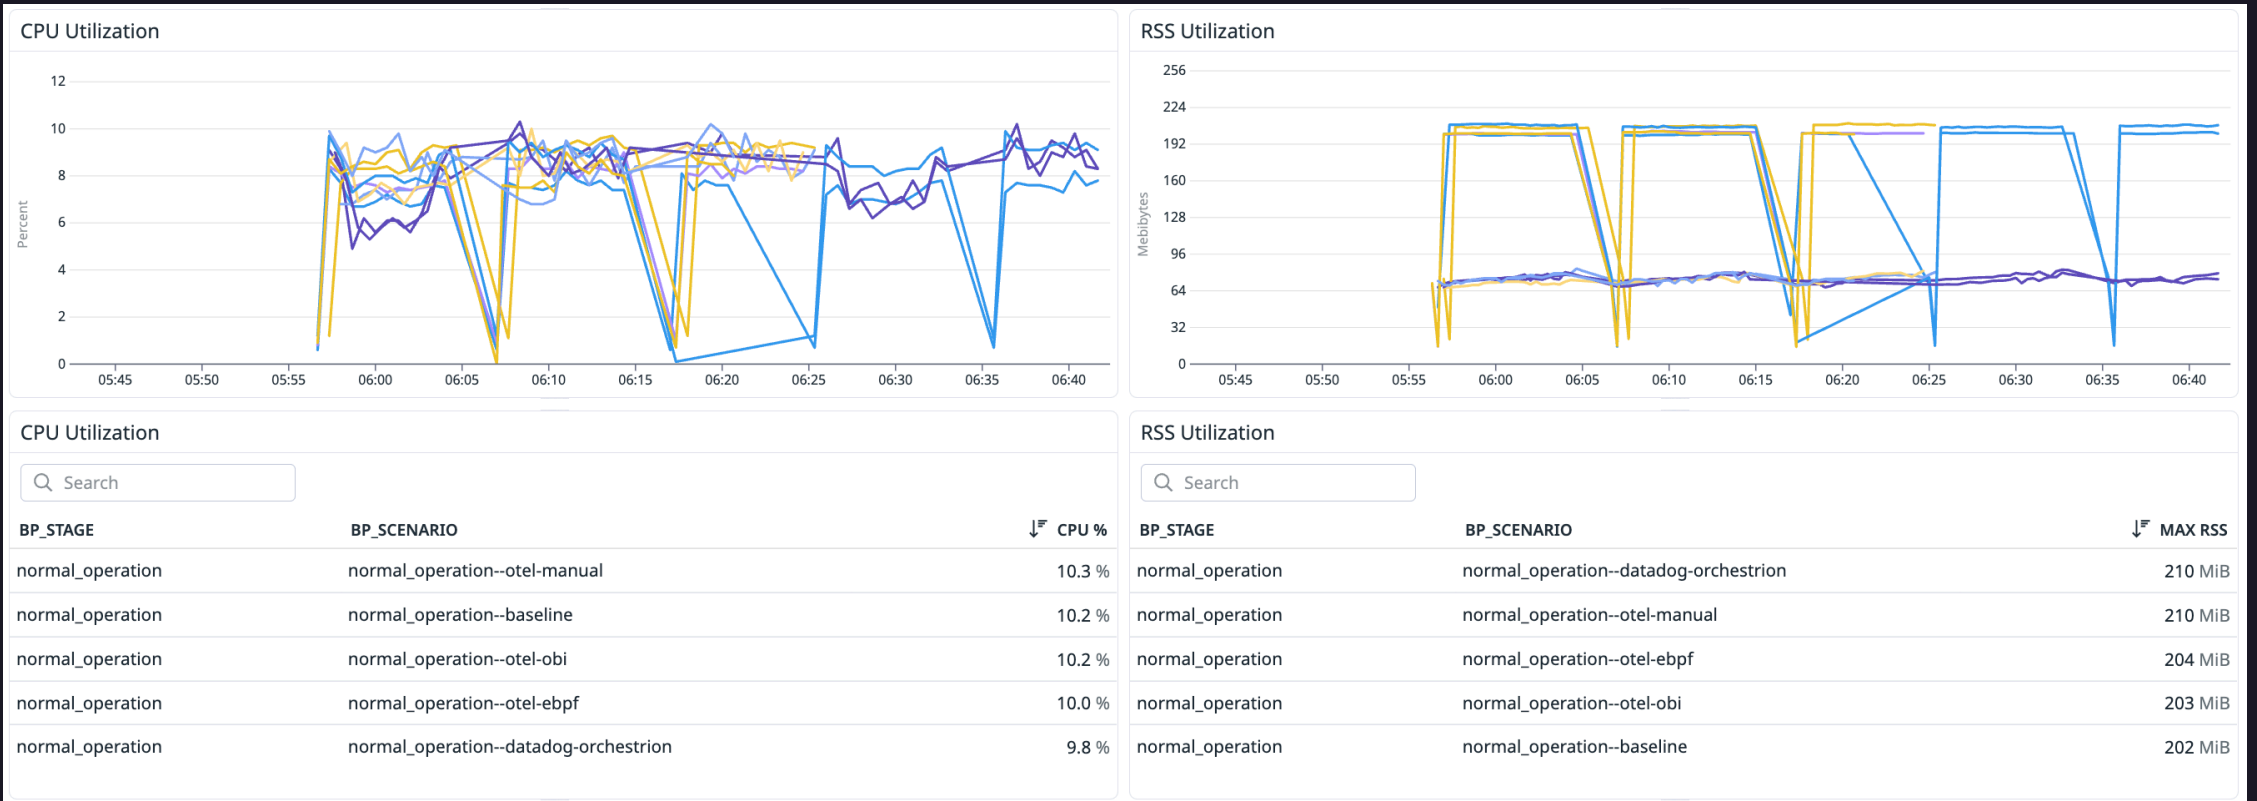 CPU Utilization
12
10
8
6
4
2
0
Percent
05:45 05:50 05:55 06:00 06:05 06:10 06:15 06:20 06:25 06:30 06:35 06:40
RSS Utilization
256
224
192
160
128
96
64
32
0
Mebibytes
05:45 05:50 05:55 06:00 06:05 06:10 06:15 06:20 06:25 06:30 06:35 06:40
CPU Utilization
Search
BP_STAGE BP_SCENARIO CPU %
normal_operation normal_operation--otel-manual 10.3 %
normal_operation normal_operation--baseline 10.2 %
normal_operation normal_operation--otel-obi 10.2 %
normal_operation normal_operation--otel-ebpf 10.0 %
normal_operation normal_operation--datadog-orchestrion 9.8 %
RSS Utilization
Search
BP_STAGE BP_SCENARIO MAX RSS
normal_operation normal_operation--datadog-orchestrion 210 MiB
normal_operation normal_operation--otel-manual 210 MiB
normal_operation normal_operation--otel-ebpf 204 MiB
normal_operation normal_operation--otel-obi 203 MiB
normal_operation normal_operation--baseline 202 MiB